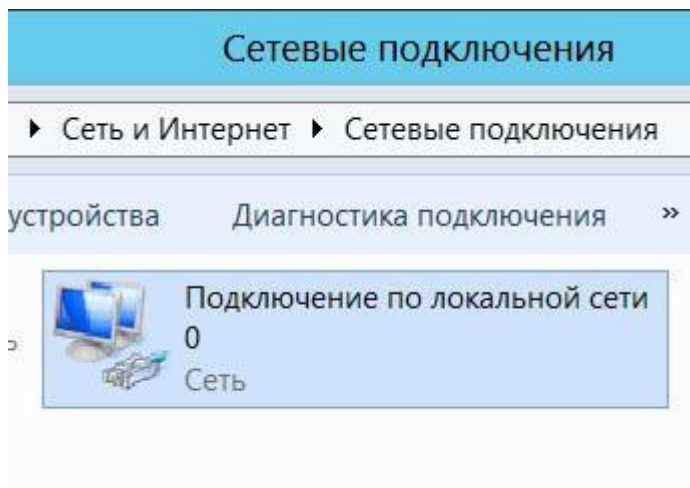 Сетевые подключения
Сеть и Интернет Сетевые подключения
устройства Диагностика подключения »
Подключение по локальной сети
0
Сеть